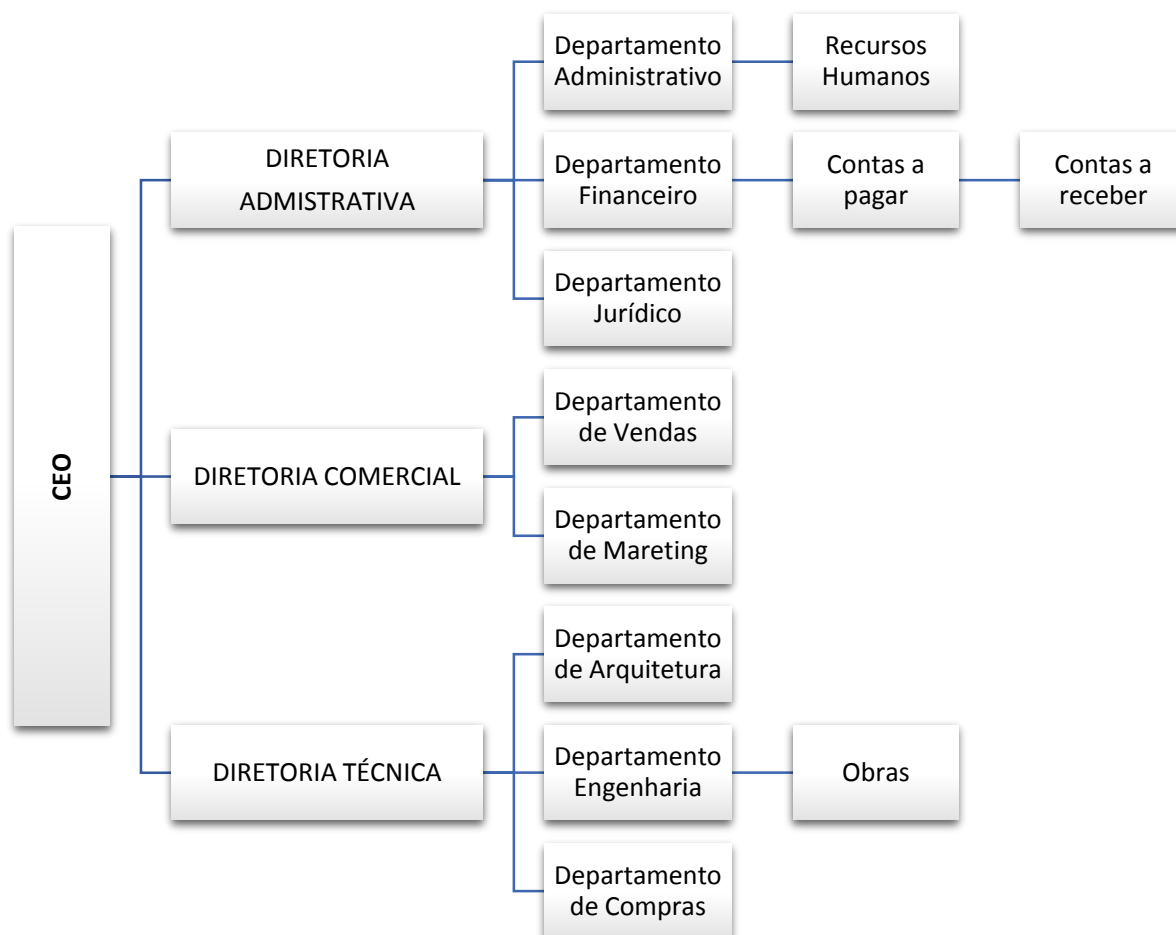 CEO
DIRETORIA
ADMISTRATIVA
Departamento
Administrativo
Recursos
Humanos
Departamento
Financeiro
Contas a
pagar
Contas a
receber
Departamento
Jurídico
DIRETORIA COMERCIAL
Departamento
de Vendas
Departamento
de Mareting
DIRETORIA TÉCNICA
Departamento
de Arquitetura
Departamento
Engenharia
Obras
Departamento
de Compras